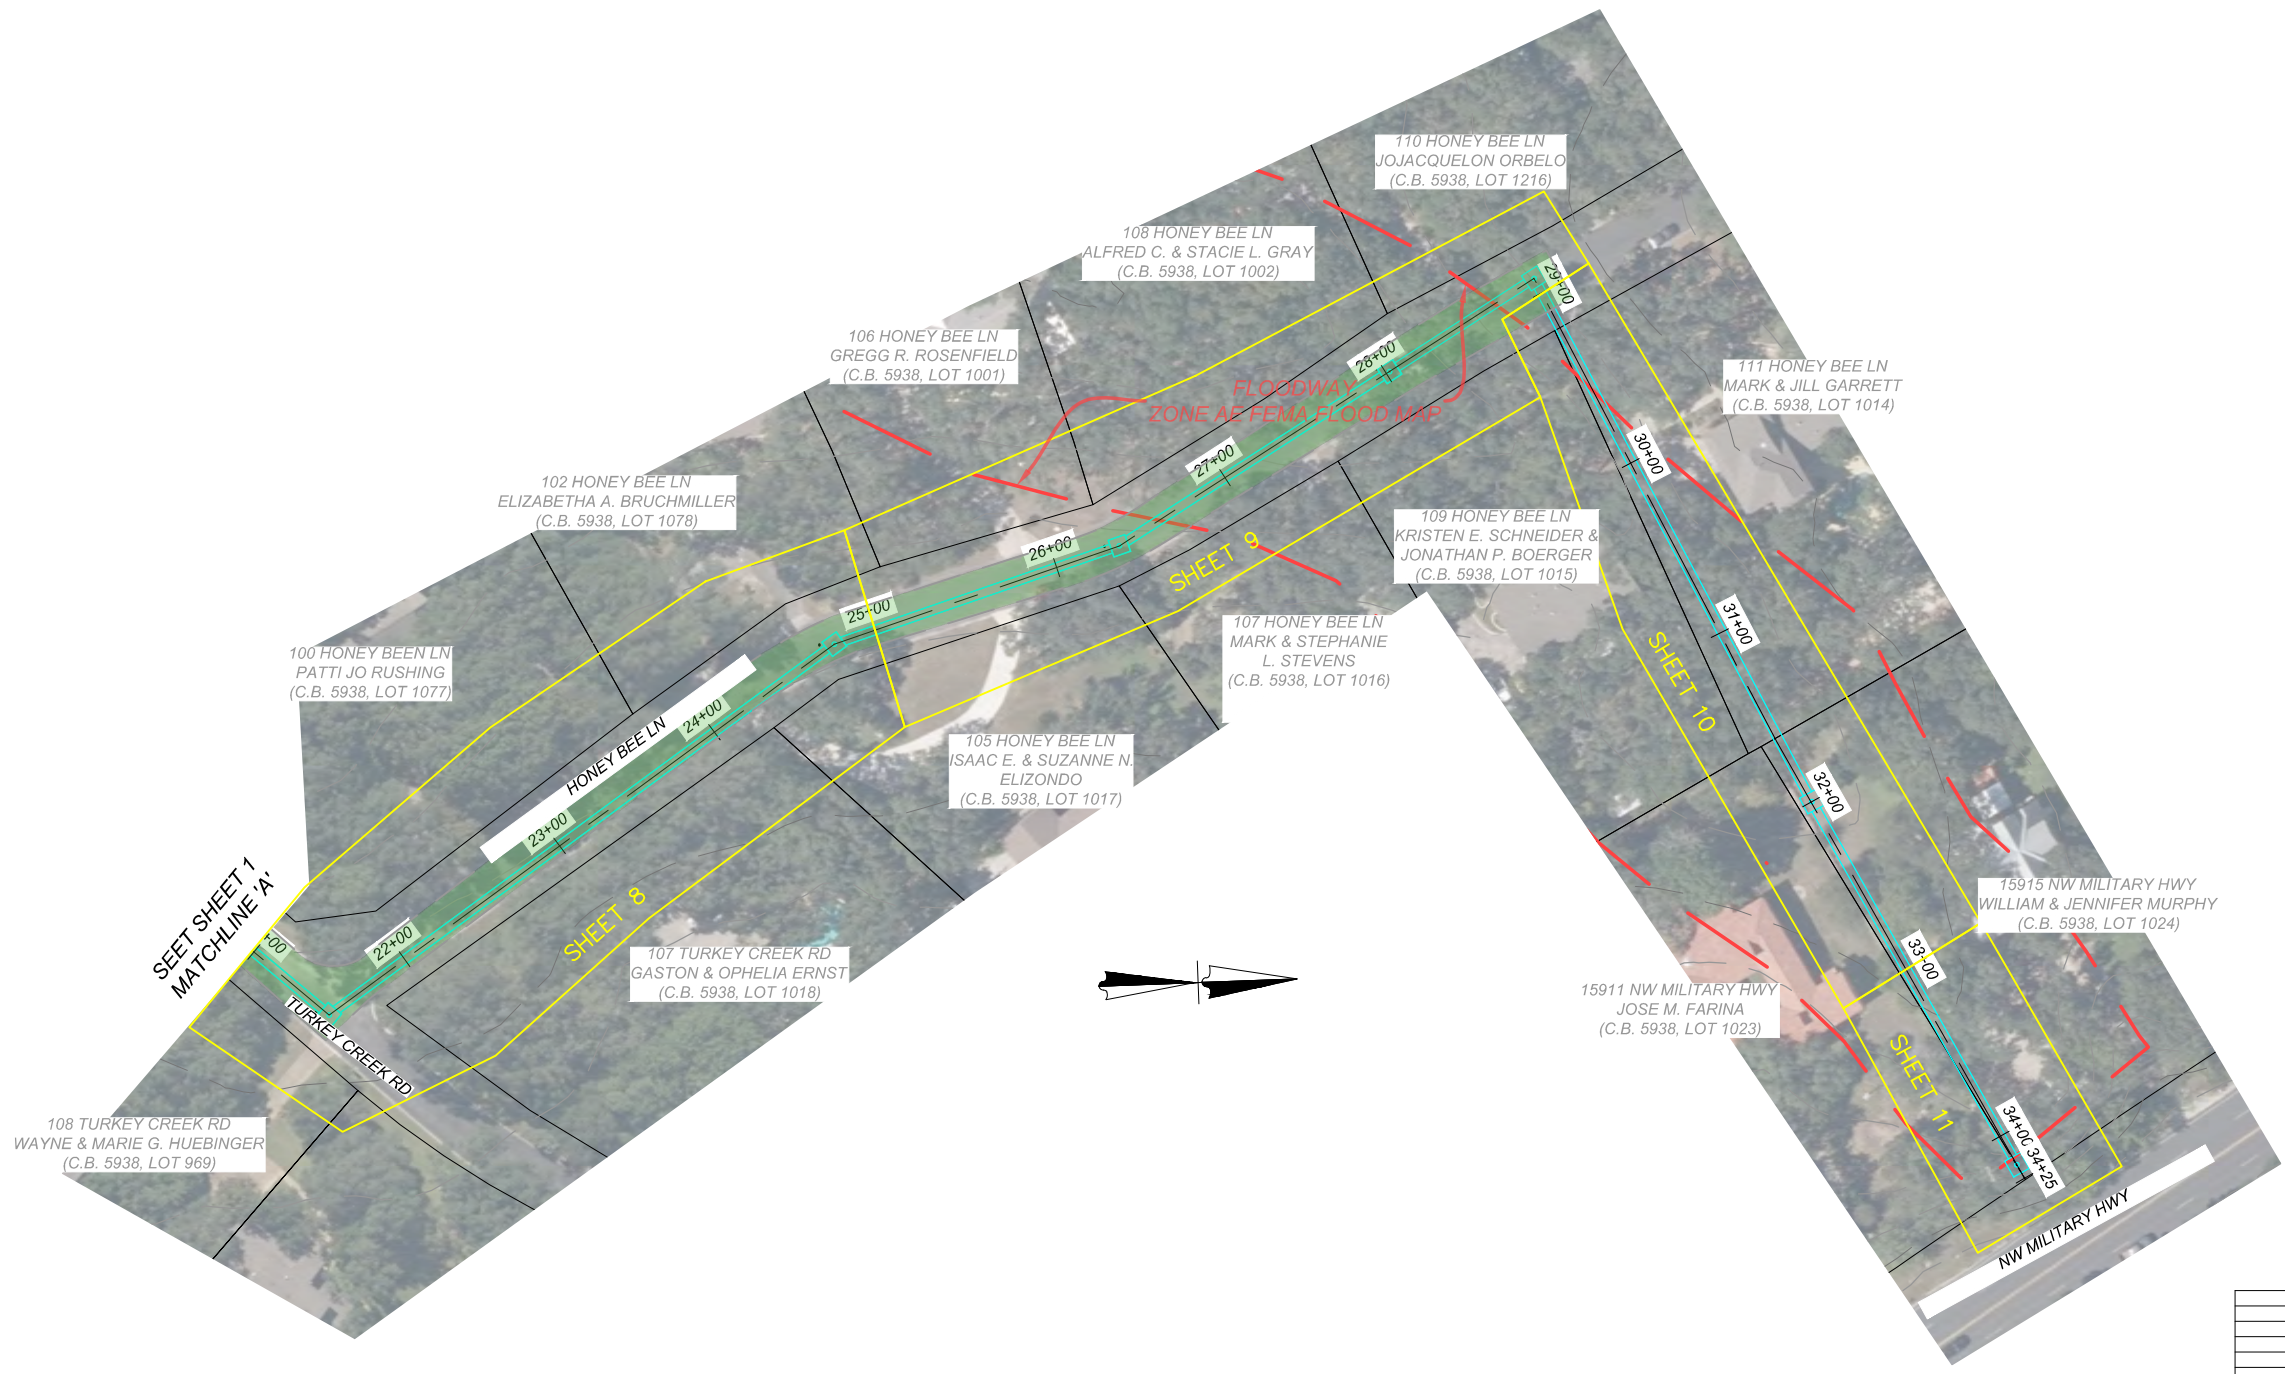 110 HONEY BEE LN
JOJACQUELON ORBELO
(C.B. 5938, LOT 1216)
108 HONEY BEE LN
ALFRED C. & STACIE L. GRAY
(C.B. 5938, LOT 1002)
106 HONEY BEE LN
GREGG R. ROSENFIELD
(C.B. 5938, LOT 1001)
102 HONEY BEE LN
ELIZABETHA A. BRUCHMILLER
(C.B. 5938, LOT 1078)
100 HONEY BEEN LN
PATTI JO RUSHING
(C.B. 5938, LOT 1077)
111 HONEY BEE LN
MARK & JILL GARRETT
(C.B. 5938, LOT 1014)
FLOODWAY
ZONE AE FEMA FLOOD MAP
109 HONEY BEE LN
KRISTEN E. SCHNEIDER &
JONATHAN P. BOERGER
(C.B. 5938, LOT 1015)
107 HONEY BEE LN
MARK & STEPHANIE
L. STEVENS
(C.B. 5938, LOT 1016)
105 HONEY BEE LN
ISAAC E. & SUZANNE N.
ELIZONDO
(C.B. 5938, LOT 1017)
107 TURKEY CREEK RD
GASTON & OPHELIA ERNST
(C.B. 5938, LOT 1018)
108 TURKEY CREEK RD
WAYNE & MARIE G. HUEBINGER
(C.B. 5938, LOT 969)
15915 NW MILITARY HWY
WILLIAM & JENNIFER MURPHY
(C.B. 5938, LOT 1024)
15911 NW MILITARY HWY
JOSE M. FARINA
(C.B. 5938, LOT 1023)
SEET SHEET 1
MATCHLINE 'A'
HONEY BEE LN
TURKEY CREEK RD
NW MILITARY HWY
SHEET 8
SHEET 9
SHEET 10
SHEET 11
+00
22+00
23+00
24+00
25+00
26+00
27+00
28+00
29+00
30+00
31+00
32+00
33+00
34+00
34+25